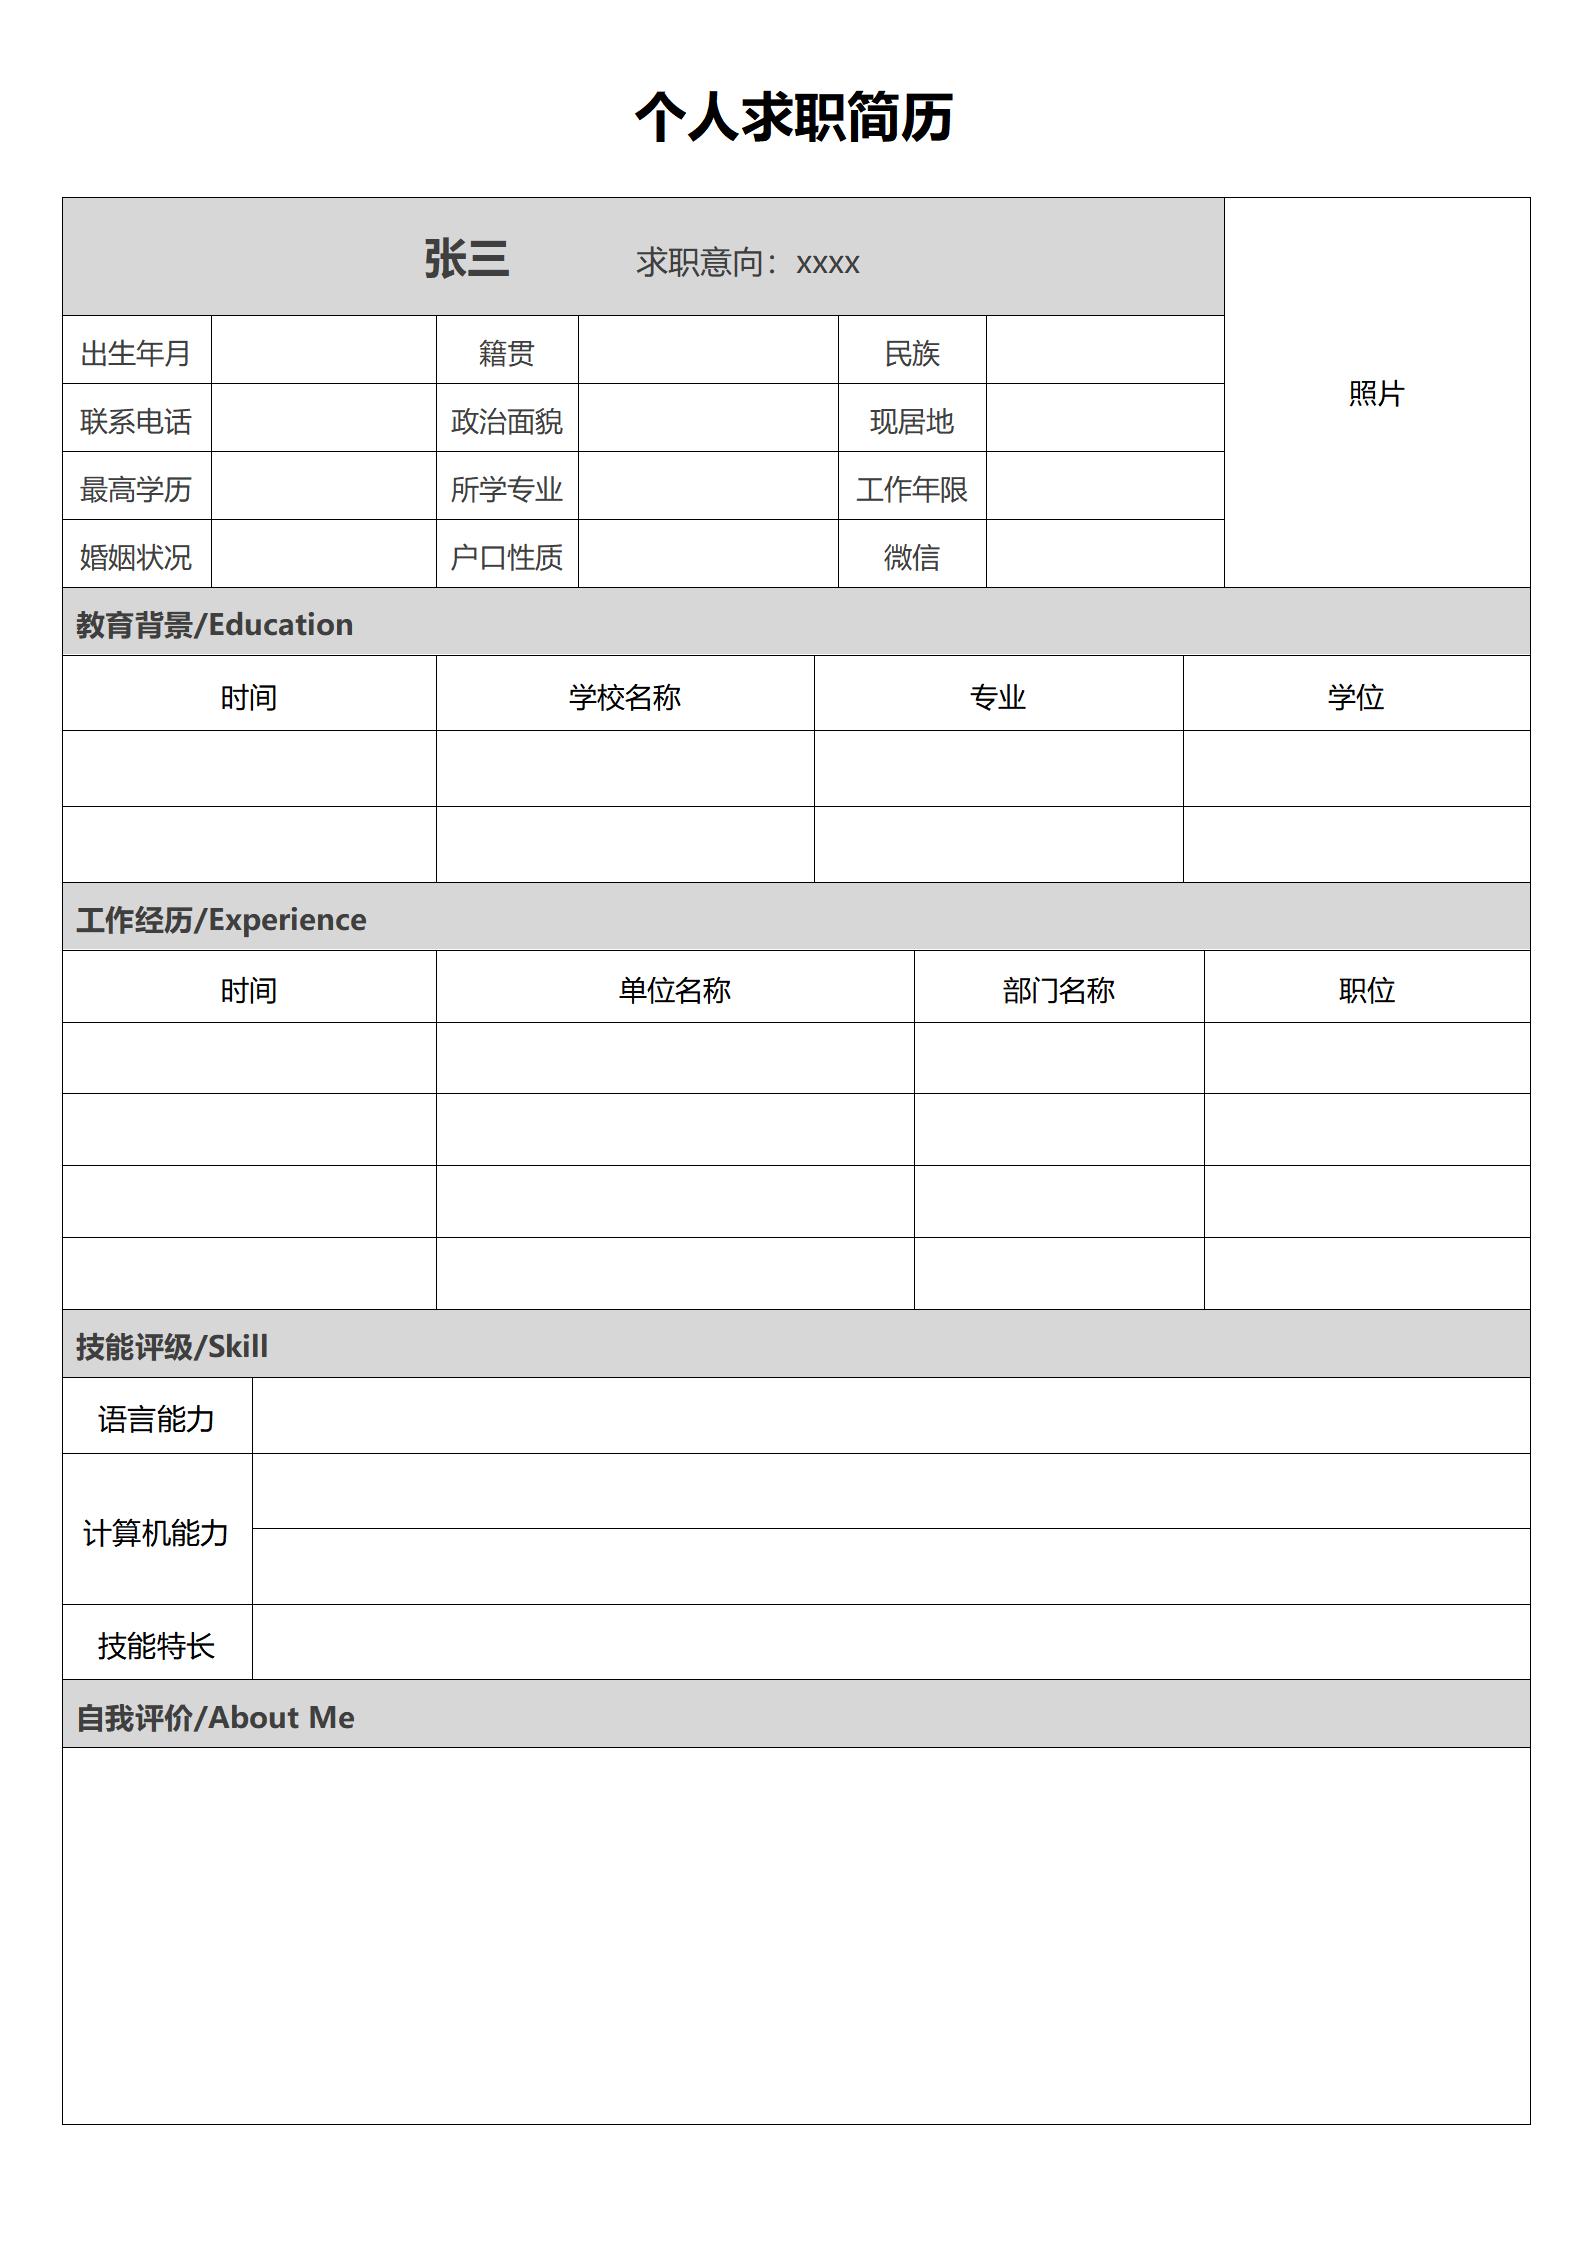 个人求职简历
张三 求职意向：xxxx
照片
出生年月 籍贯 民族
联系电话 政治面貌 现居地
最高学历 所学专业 工作年限
婚姻状况 户口性质 微信
教育背景/Education
时间 学校名称 专业 学位
工作经历/Experience
时间 单位名称 部门名称 职位
技能评级/Skill
语言能力
计算机能力
技能特长
自我评价/About Me